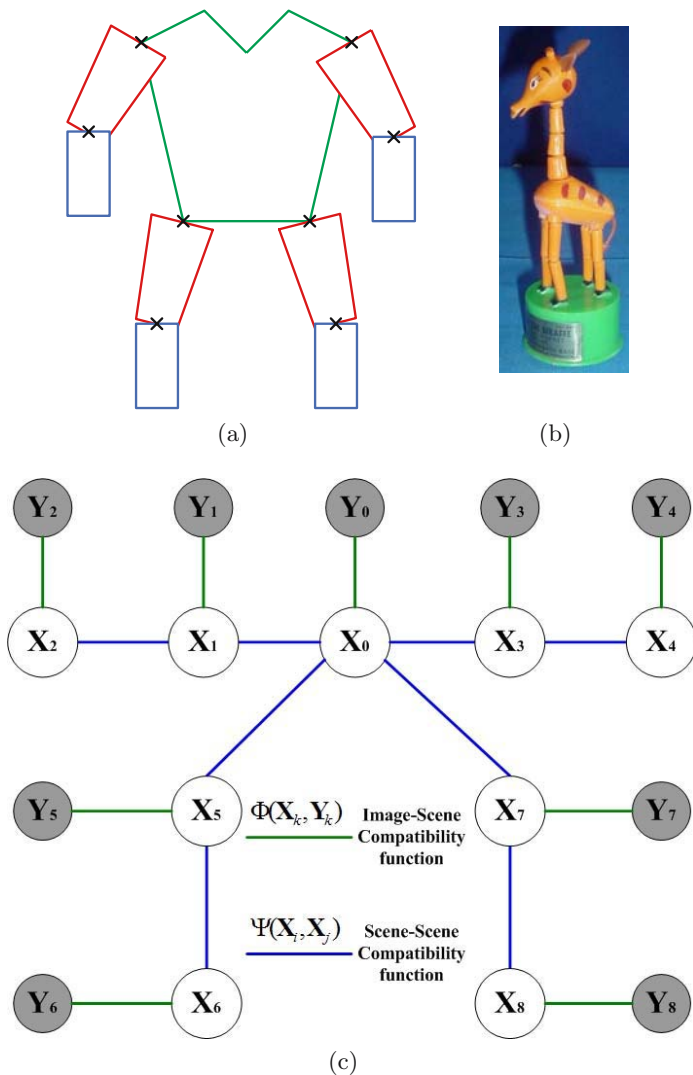 (a)
(b)
Y₂ Y₁ Y₀ Y₃ Y₄
X₂ X₁ X₀ X₃ X₄
Y₅ X₅ Φ(Xₖ, Yₖ) Image-Scene Compatibility function X₇ Y₇
Ψ(Xᵢ, Xⱼ) Scene-Scene Compatibility function
Y₆ X₆ X₈ Y₈
(c)